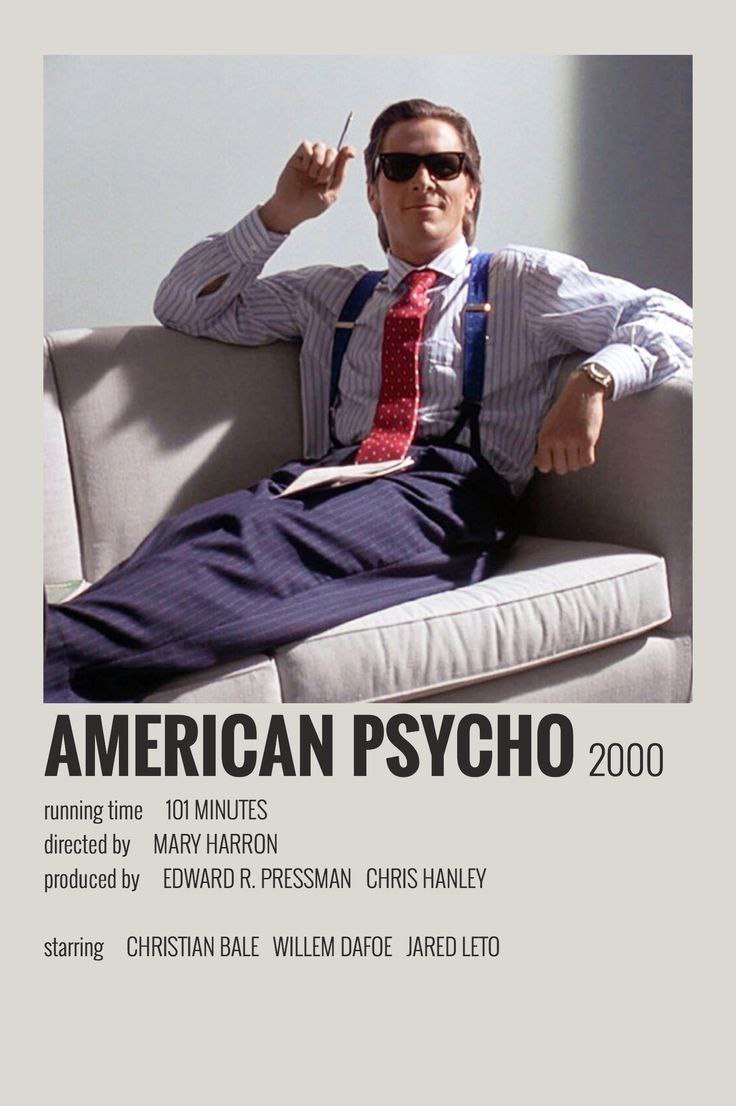 AMERICAN PSYCHO 2000
running time 101 MINUTES
directed by MARY HARRON
produced by EDWARD R. PRESSMAN CHRIS HANLEY
starring CHRISTIAN BALE WILLEM DAFOE JARED LETO